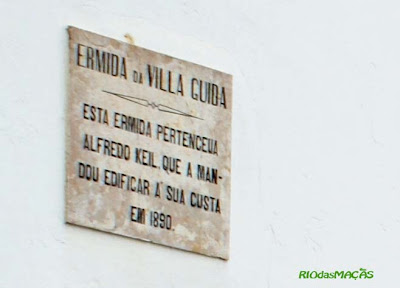 ERMIDA DA VILLA GUIDA
ESTA ERMIDA PERTENCEU A
ALFREDO KEIL, QUE A MAN-
DOU EDIFICAR Á SUA CUSTA
EM 1890.
RIOdasMAÇÃS